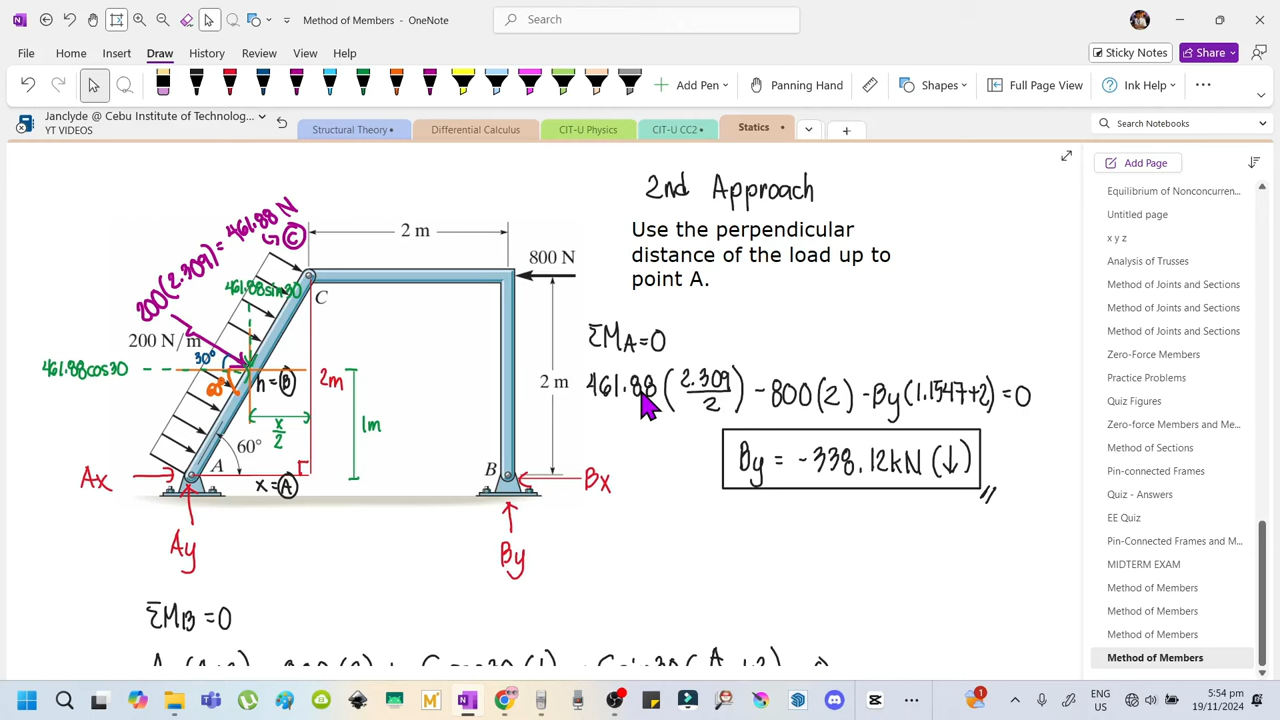 Method of Members - OneNote
Search
File
Home
Insert
Draw
History
Review
View
Help
Sticky Notes
Share
Add Pen
Panning Hand
Shapes
Full Page View
Ink Help
Janclyde @ Cebu Institute of Technolog...
YT VIDEOS
Structural Theory
Differential Calculus
CIT-U Physics
CIT-U CC2
Statics
Search Notebooks
Add Page
Equilibrium of Nonconcurren...
Untitled page
x y z
Analysis of Trusses
Method of Joints and Sections
Method of Joints and Sections
Method of Joints and Sections
Zero-Force Members
Practice Problems
Quiz Figures
Zero-force Members and Me...
Method of Sections
Pin-connected Frames
Quiz - Answers
EE Quiz
Pin-Connected Frames and M...
MIDTERM EXAM
Method of Members
Method of Members
Method of Members
Method of Members
2nd Approach
Use the perpendicular
distance of the load up to
point A.
ΣMA=0
461.88(2.309/2) - 800(2) - By(1.1547+2) = 0
By = -338.12kN (↓)
200(2.309) = 461.88 N
C
2 m
800 N
461.88sin30
C
200 N/m
30°
461.88cos30
60°
h = B
2m
2 m
x/2
1m
60°
A
B
Ax
x = A
Bx
Ay
By
ΣMB = 0
ENG
US
5:54 pm
19/11/2024
1